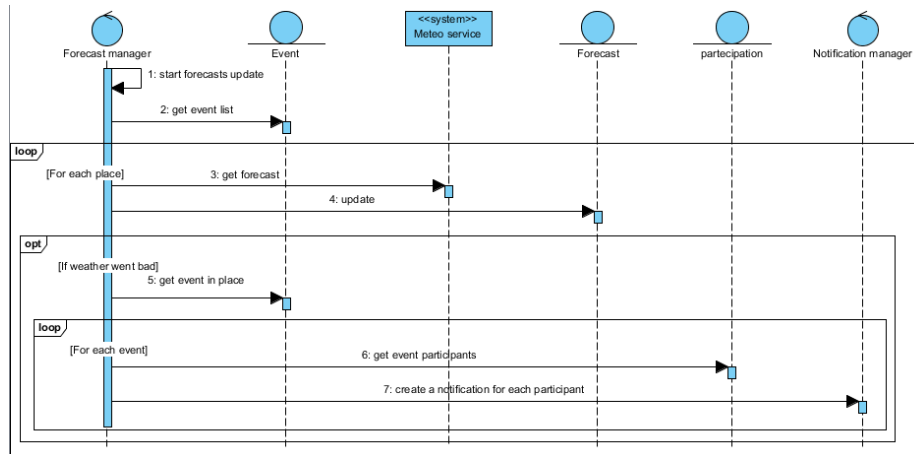 <<system>>
Meteo service
Forecast manager
Event
Forecast
partecipation
Notification manager
1: start forecasts update
2: get event list
loop
[For each place]
3: get forecast
4: update
opt
[If weather went bad]
5: get event in place
loop
[For each event]
6: get event participants
7: create a notification for each participant